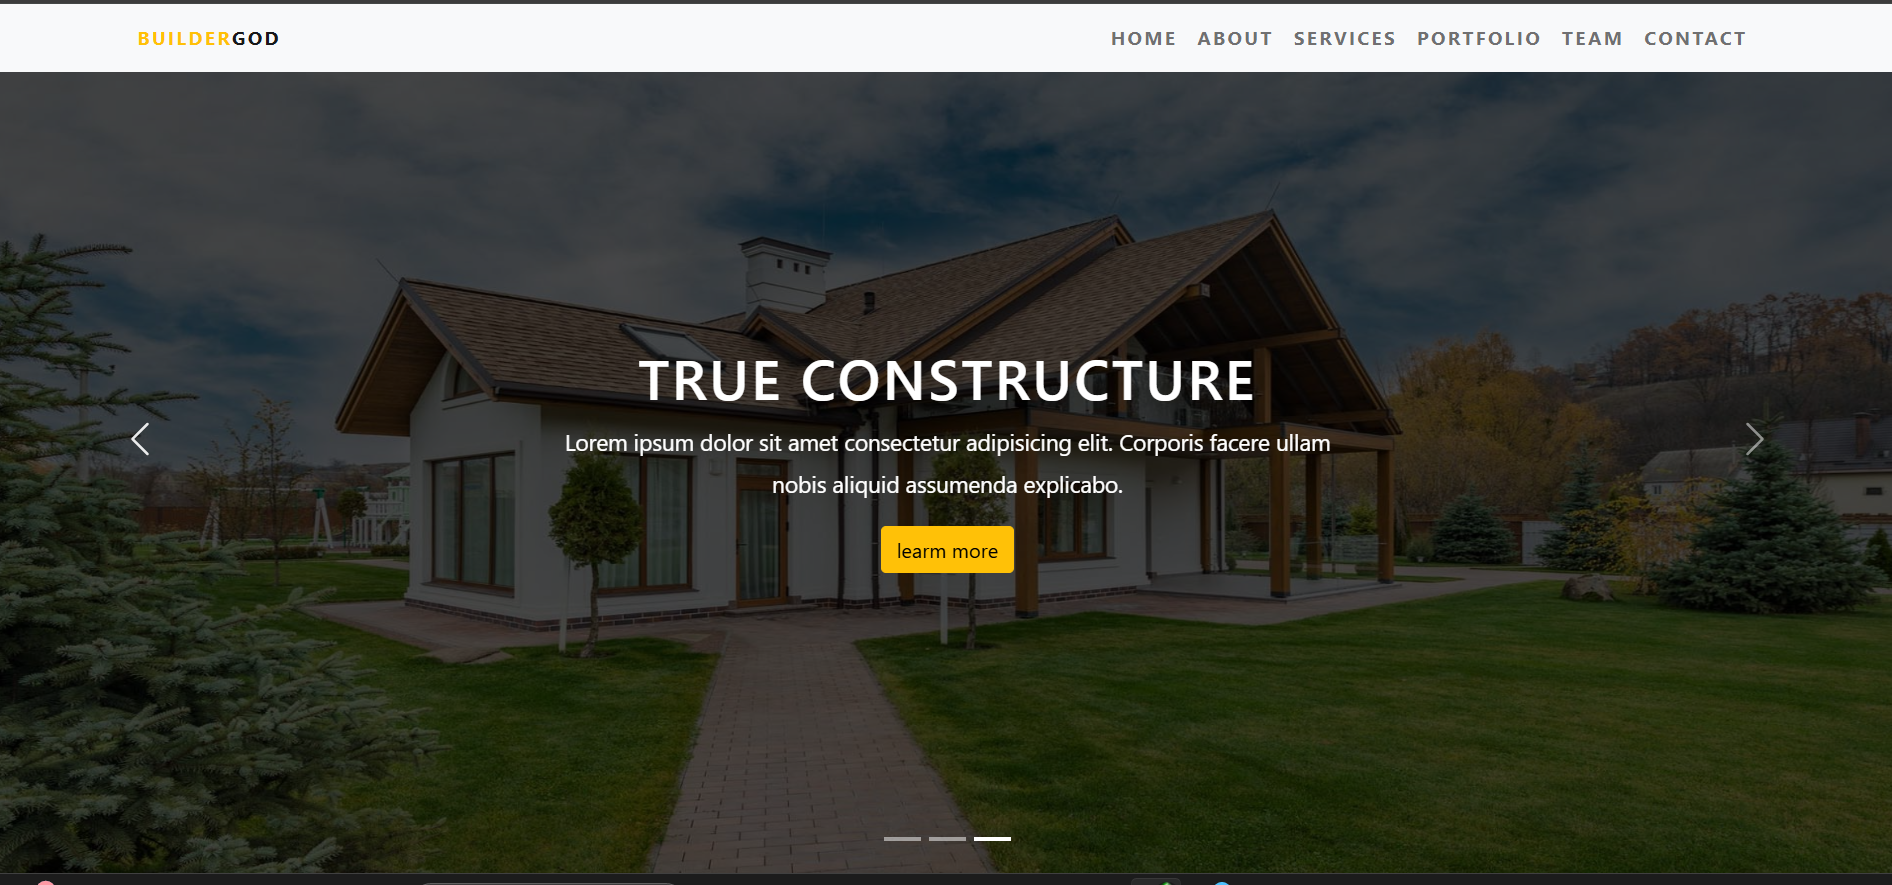 BUILDERGOD
HOME ABOUT SERVICES PORTFOLIO TEAM CONTACT
TRUE CONSTRUCTURE
Lorem ipsum dolor sit amet consectetur adipisicing elit. Corporis facere ullam
nobis aliquid assumenda explicabo.
learm more